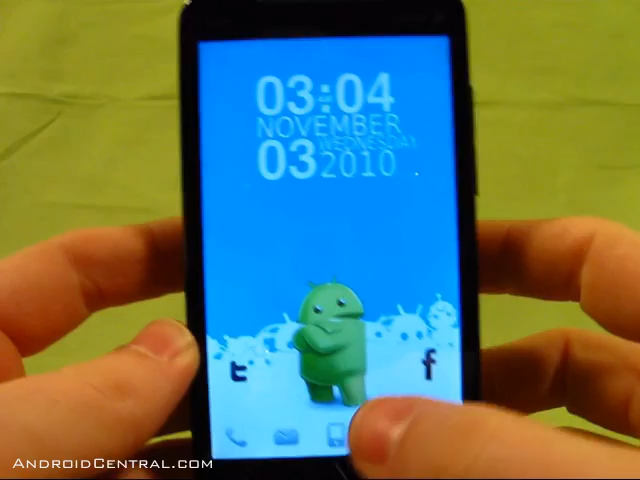 03:04
NOVEMBER
WEDNESDAY
03 2010
t
f
ANDROIDCENTRAL.COM